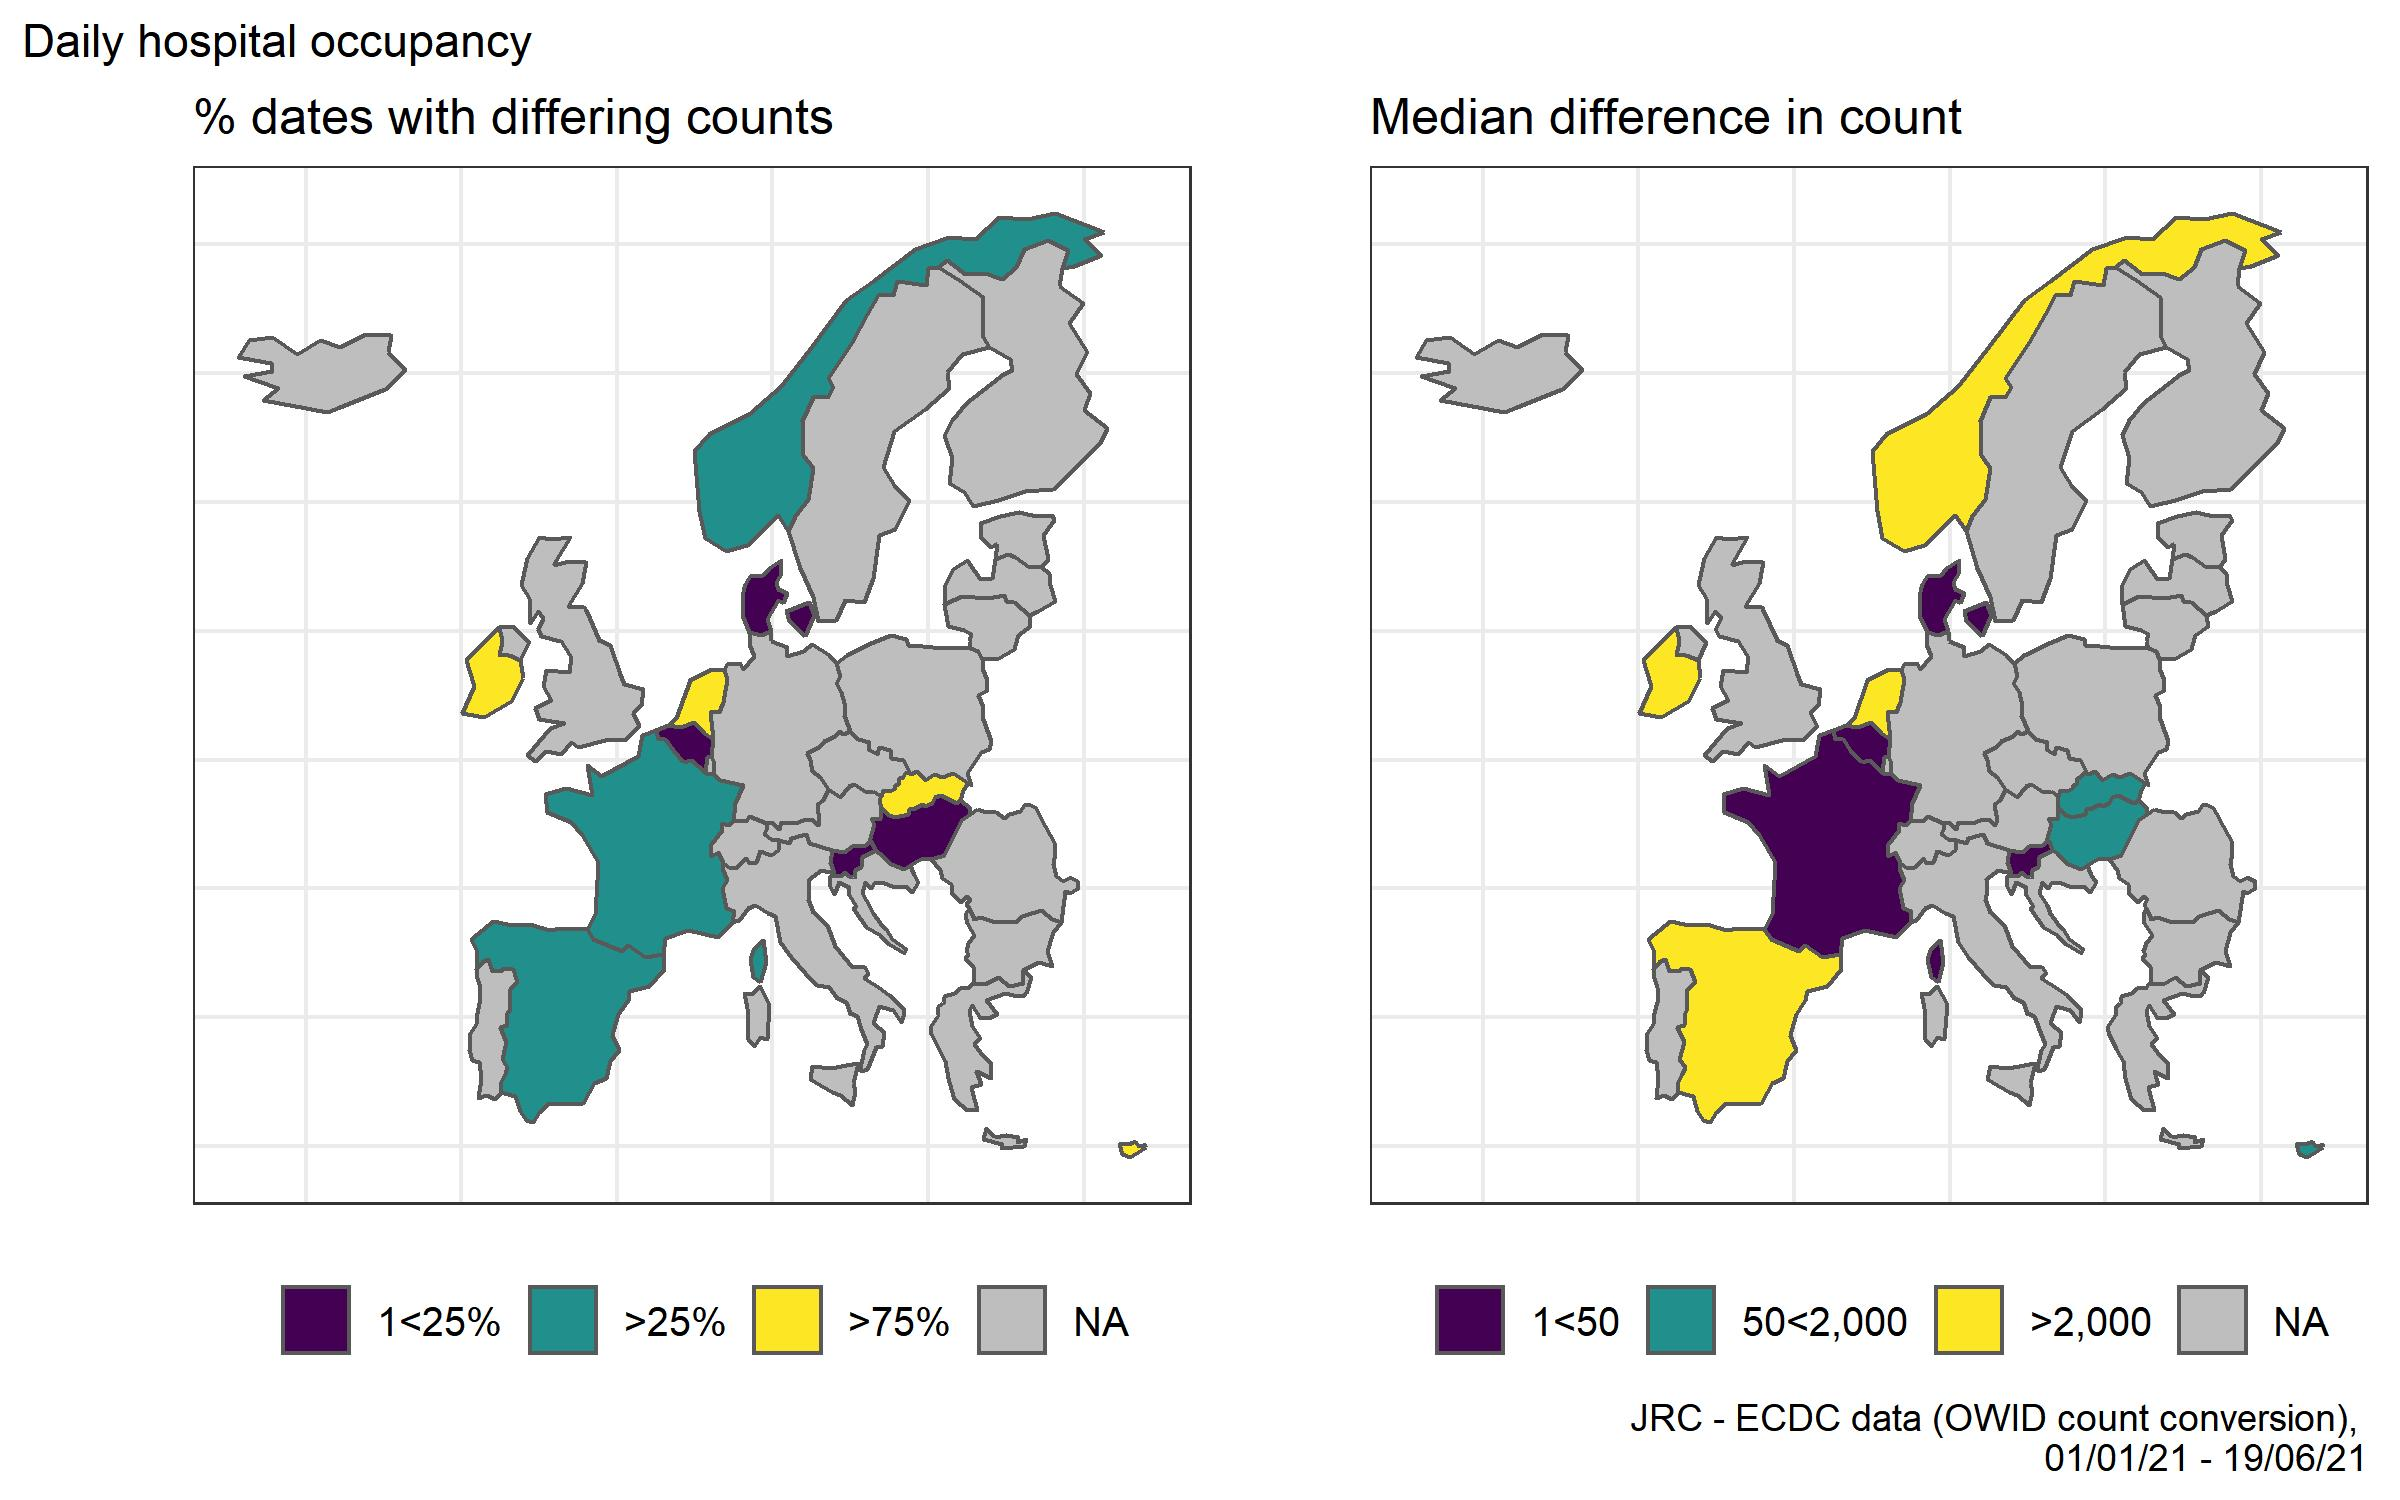 Daily hospital occupancy
% dates with differing counts
Median difference in count
1<25% >25% >75% NA
1<50 50<2,000 >2,000 NA
JRC - ECDC data (OWID count conversion),
01/01/21 - 19/06/21